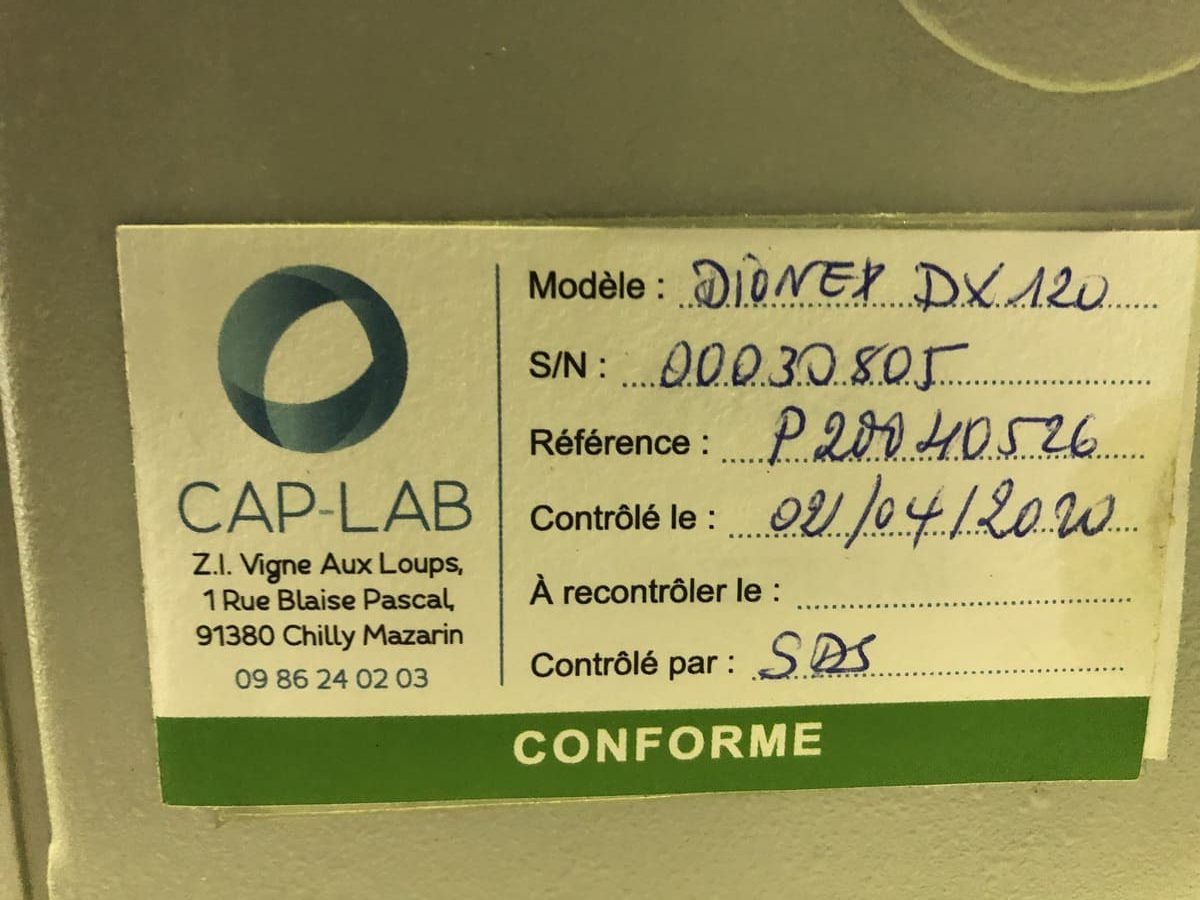 CAP-LAB
Z.I. Vigne Aux Loups,
1 Rue Blaise Pascal,
91380 Chilly Mazarin
09 86 24 02 03
Modèle : DIONEX DX 120
S/N : 00030805
Référence : P20040526
Contrôlé le : 02/04/2020
À recontrôler le :
Contrôlé par : SDS
CONFORME